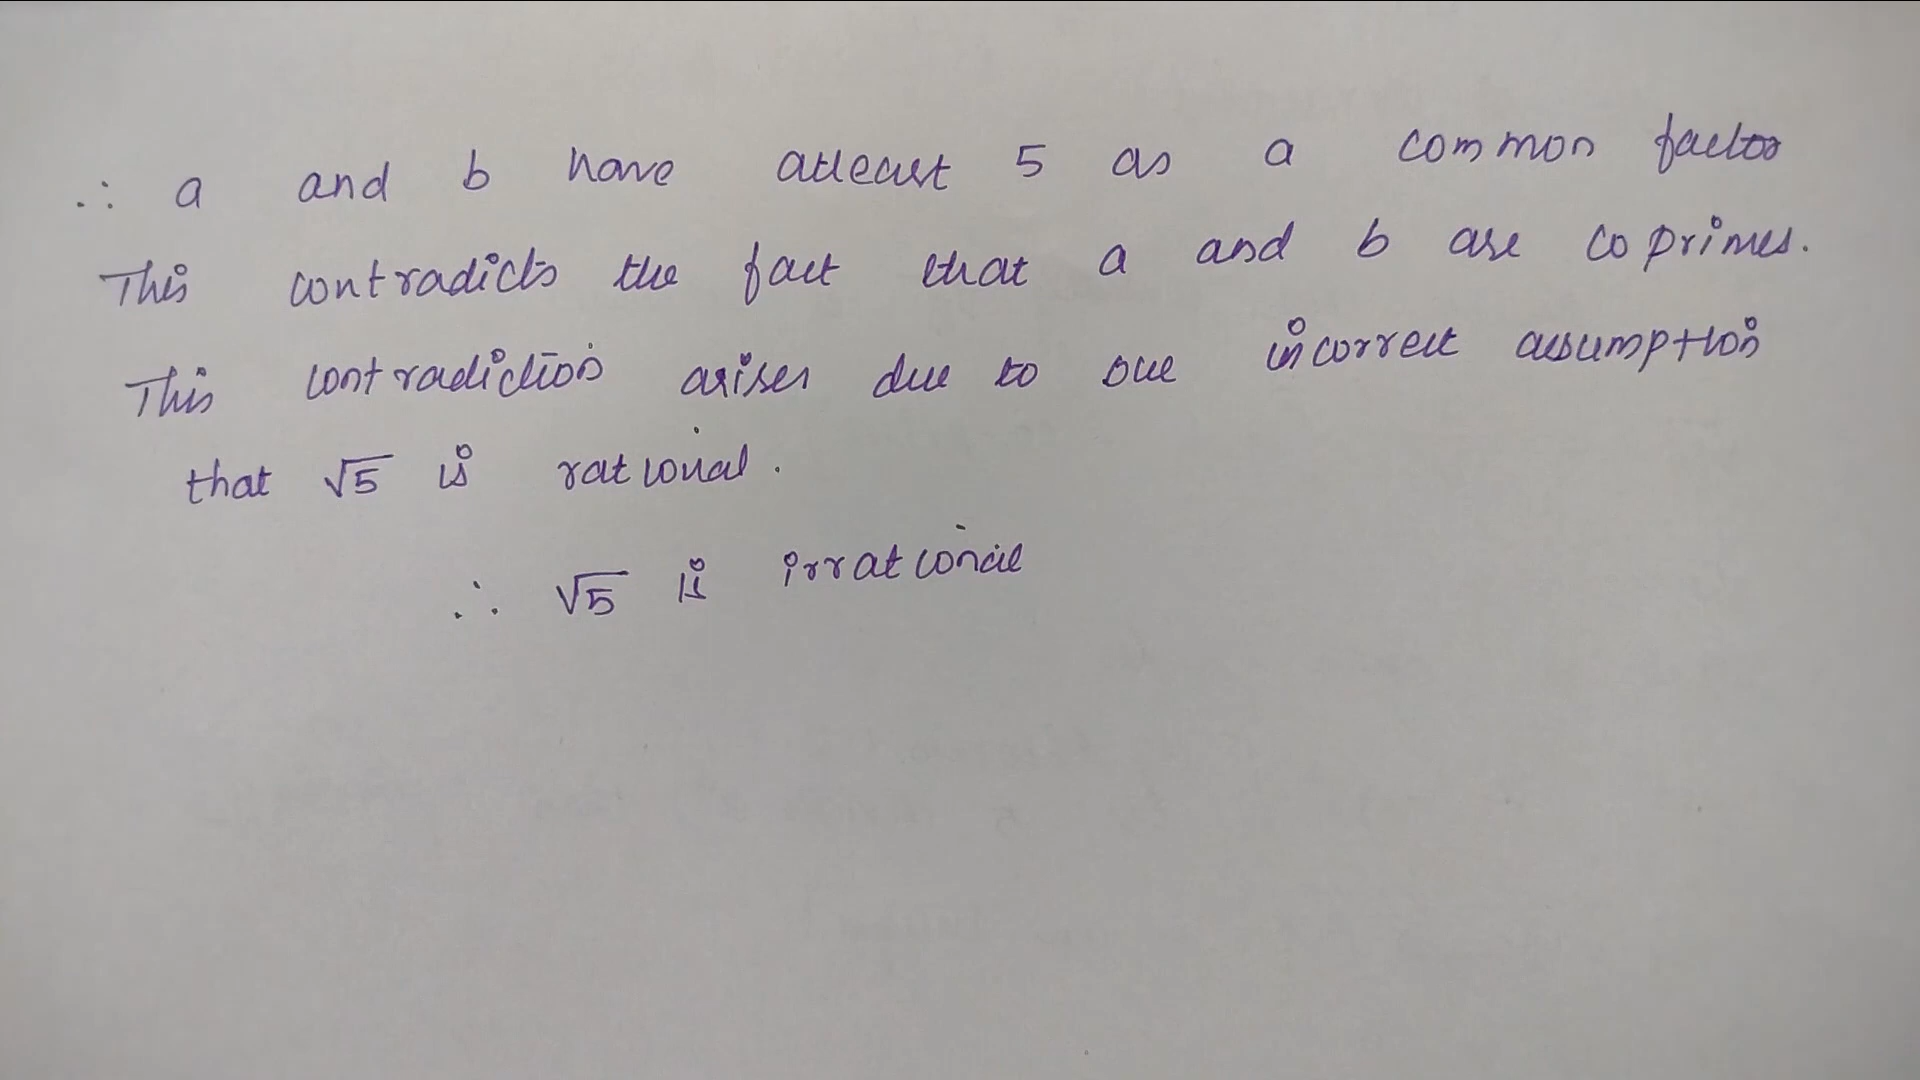 ∴ a and b have atleast 5 as a common factor
This contradicts the fact that a and b are coprimes.
This contradiction arises due to our incorrect assumption
that √5 is rational.
∴ √5 is irrational